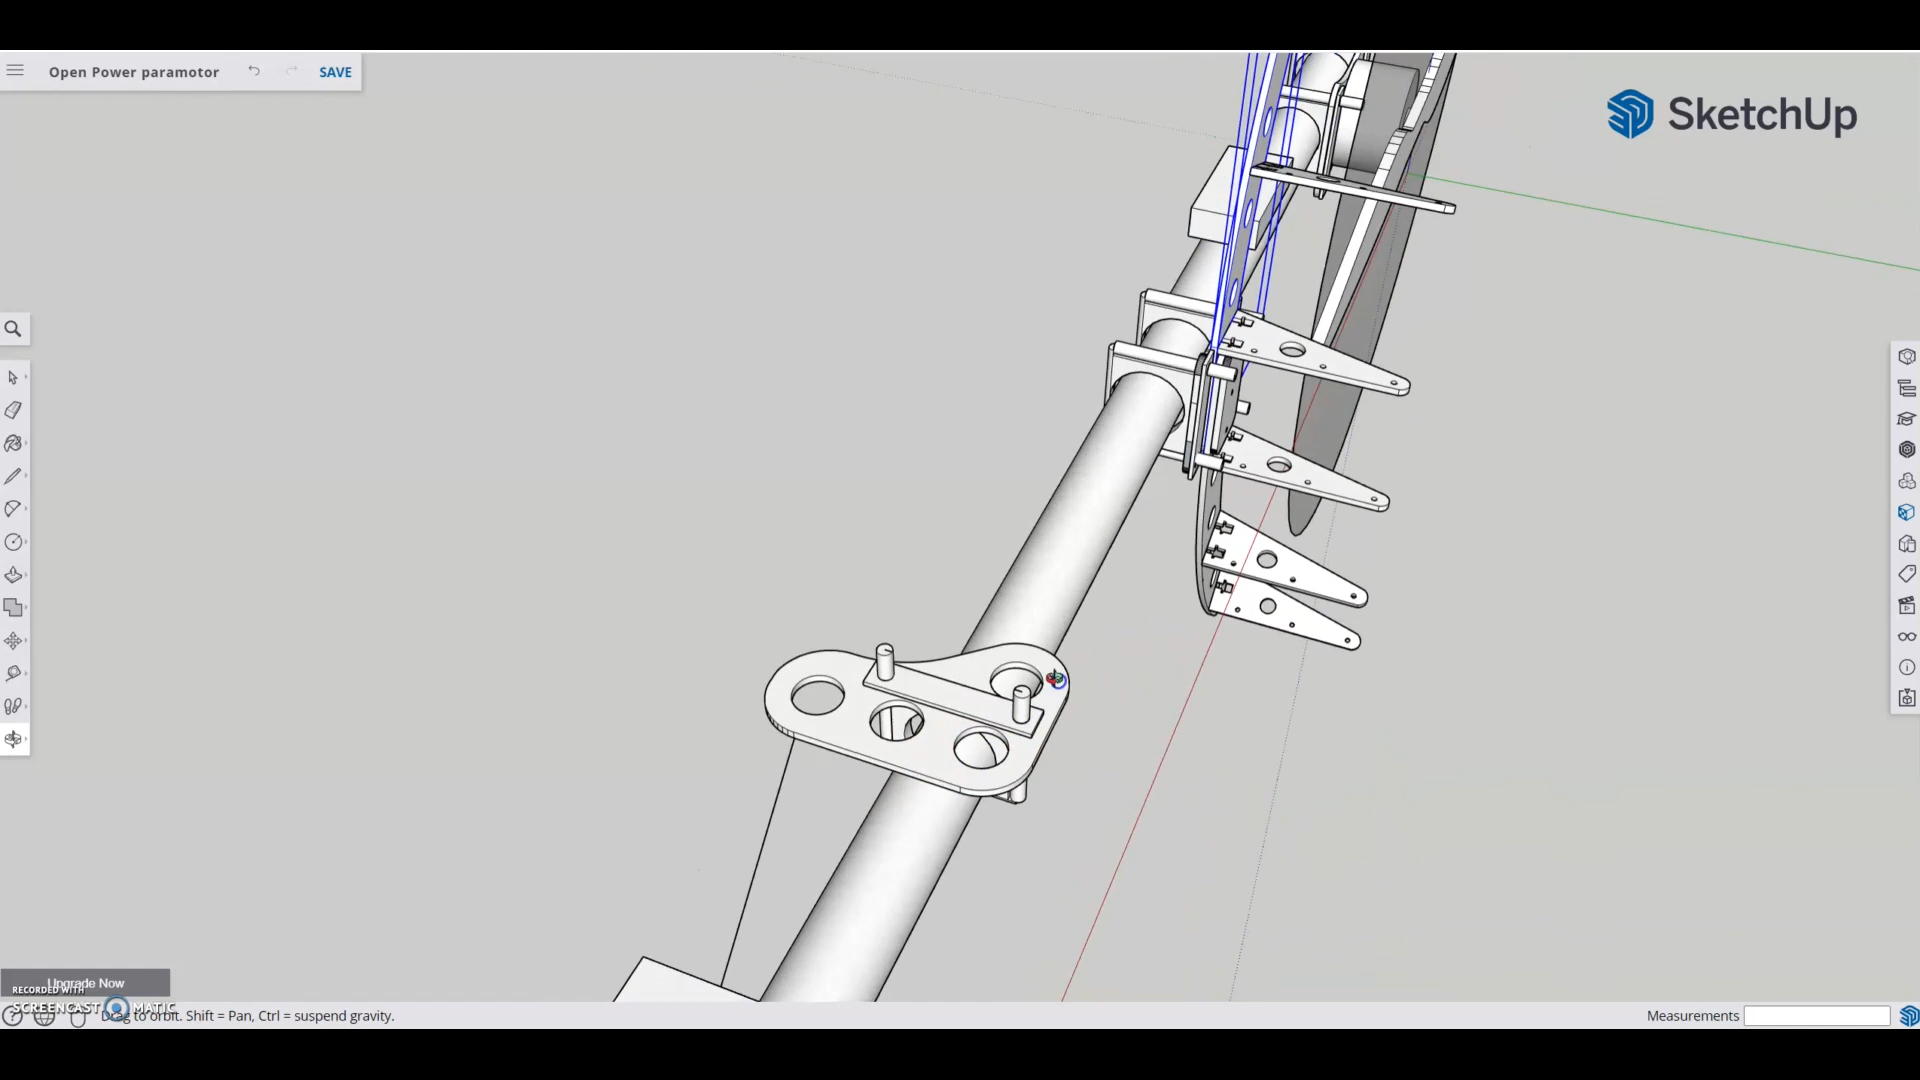 Open Power paramotor
SAVE
SketchUp
Upgrade Now
RECORDED WITH
SCREENCAST MATIC
Drag to orbit. Shift = Pan, Ctrl = suspend gravity.
Measurements